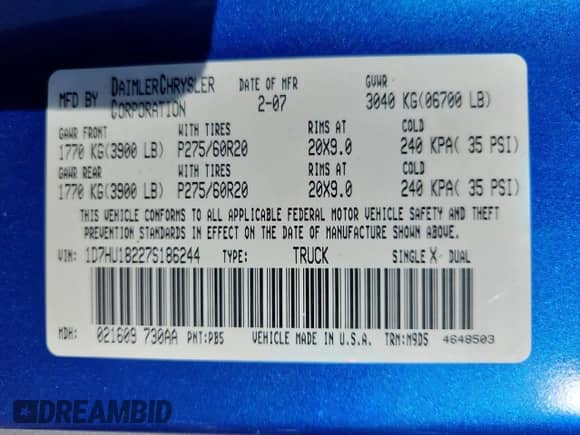 MFD BY DAIMLERCHRYSLER CORPORATION DATE OF MFR 2-07 GVWR 3040 KG(06700 LB)
GAWR FRONT WITH TIRES RIMS AT COLD
1770 KG(3900 LB) P275/60R20 20X9.0 240 KPA( 35 PSI)
GAWR REAR WITH TIRES RIMS AT COLD
1770 KG(3900 LB) P275/60R20 20X9.0 240 KPA( 35 PSI)
THIS VEHICLE CONFORMS TO ALL APPLICABLE FEDERAL MOTOR VEHICLE SAFETY AND THEFT
PREVENTION STANDARDS IN EFFECT ON THE DATE OF MANUFACTURE SHOWN ABOVE.
VIN: 1D7HU18227S186244 TYPE: TRUCK SINGLE X DUAL
MDH: 021609 730AA PNT:PB5 VEHICLE MADE IN U.S.A. TRM:M9D5 4648503
DREAMBID